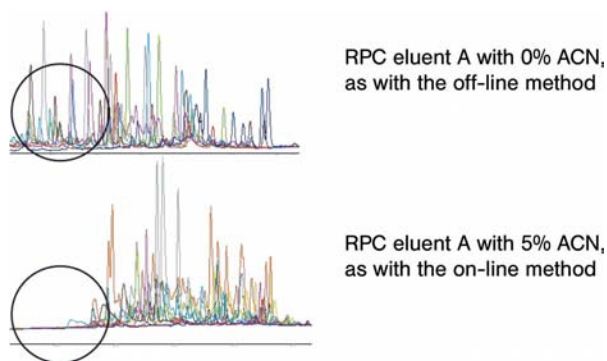 RPC eluent A with 0% ACN,
as with the off-line method
RPC eluent A with 5% ACN,
as with the on-line method